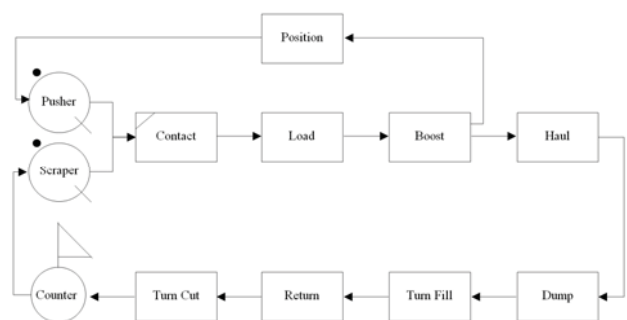 Position
Pusher
Contact
Load
Boost
Haul
Scraper
Counter
Turn Cut
Return
Turn Fill
Dump